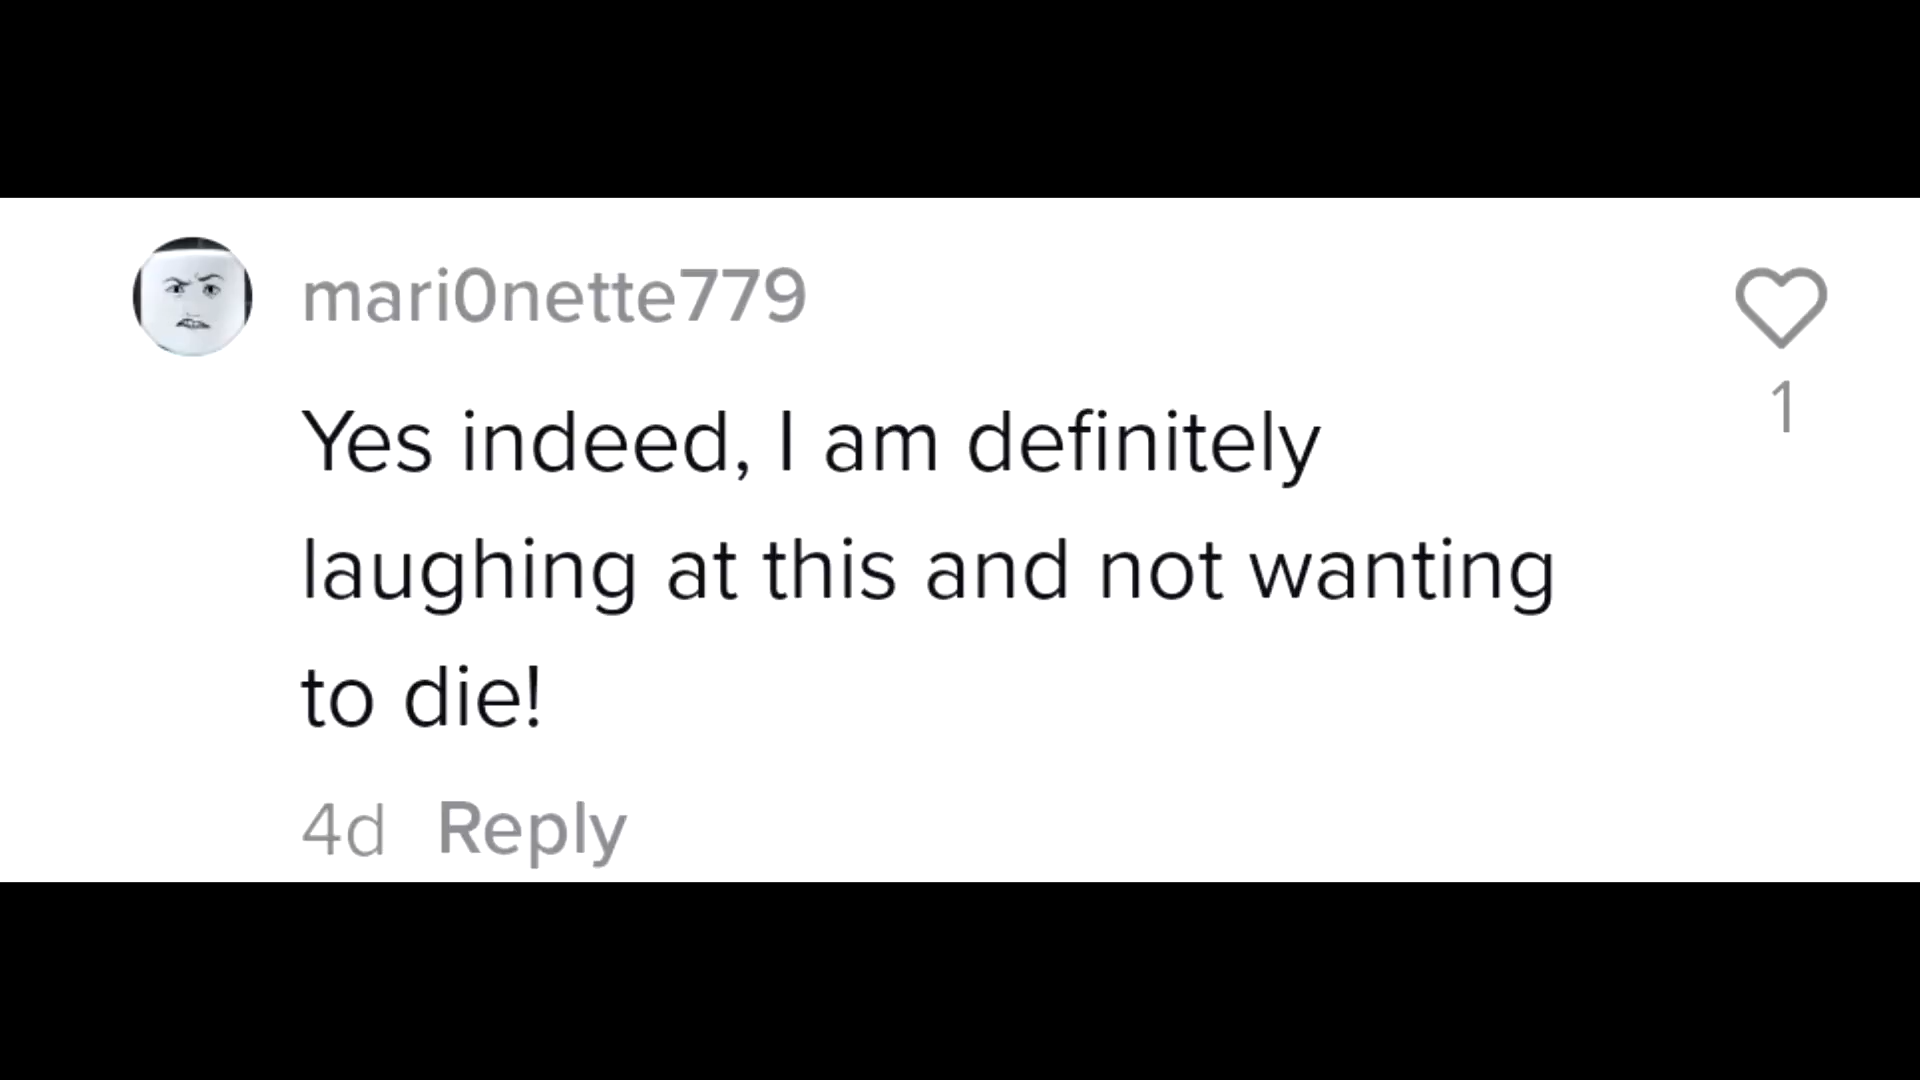 mari0nette779
Yes indeed, I am definitely
laughing at this and not wanting
to die!
4d Reply
1